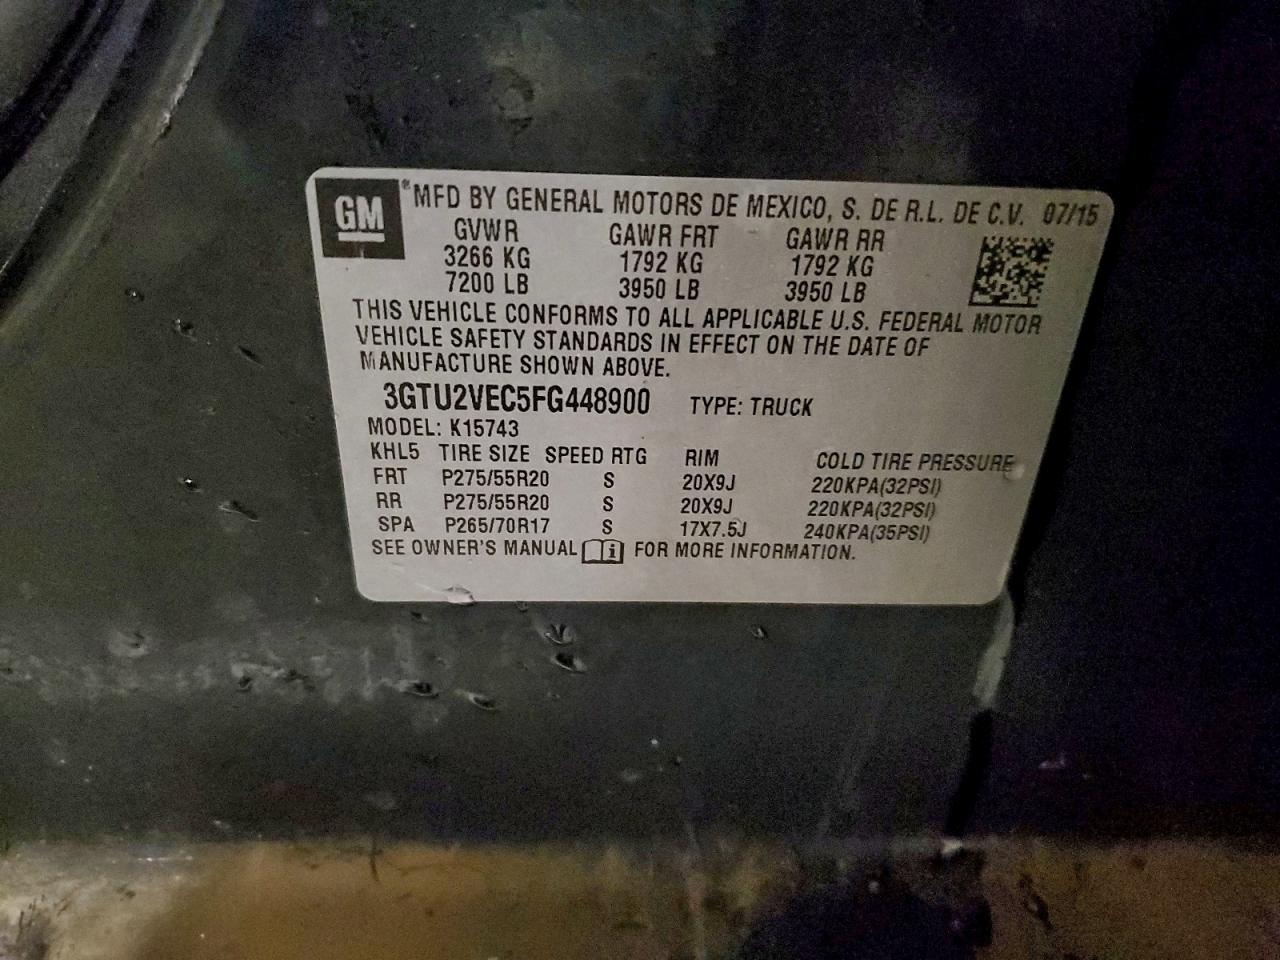 GM ® MFD BY GENERAL MOTORS DE MEXICO, S. DE R.L. DE C.V. 07/15
GVWR GAWR FRT GAWR RR
3266 KG 1792 KG 1792 KG
7200 LB 3950 LB 3950 LB
THIS VEHICLE CONFORMS TO ALL APPLICABLE U.S. FEDERAL MOTOR
VEHICLE SAFETY STANDARDS IN EFFECT ON THE DATE OF
MANUFACTURE SHOWN ABOVE.
3GTU2VEC5FG448900 TYPE: TRUCK
MODEL: K15743
KHL5 TIRE SIZE SPEED RTG RIM COLD TIRE PRESSURE
FRT P275/55R20 S 20X9J 220KPA(32PSI)
RR P275/55R20 S 20X9J 220KPA(32PSI)
SPA P265/70R17 S 17X7.5J 240KPA(35PSI)
SEE OWNER'S MANUAL i FOR MORE INFORMATION.